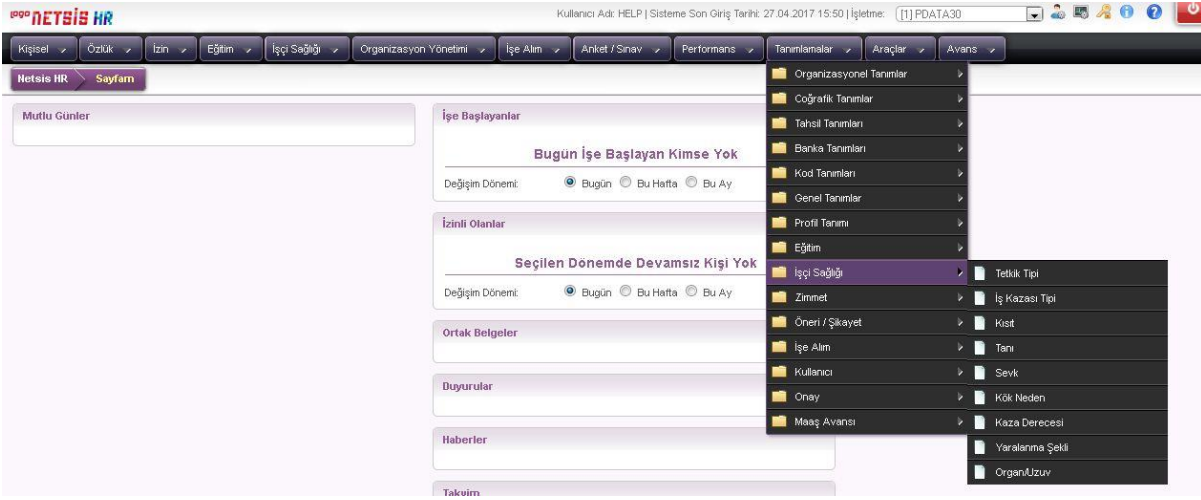 logo NETSİS HR
Kullanıcı Adı: HELP | Sisteme Son Giriş Tarihi: 27.04.2017 15:50 | İşletme: [1] PDATA30
Kişisel Özlük İzin Eğitim İşçi Sağlığı Organizasyon Yönetimi İşe Alım Anket / Sınav Performans Tanımlamalar Araçlar Avans
Netsis HR Sayfam
Mutlu Günler
İşe Başlayanlar
Bugün İşe Başlayan Kimse Yok
Değişim Dönemi: Bugün Bu Hafta Bu Ay
İzinli Olanlar
Seçilen Dönemde Devamsız Kişi Yok
Değişim Dönemi: Bugün Bu Hafta Bu Ay
Ortak Belgeler
Duyurular
Haberler
Takvim
Organizasyonel Tanımlar
Coğrafik Tanımlar
Tahsil Tanımları
Banka Tanımları
Kod Tanımları
Genel Tanımlar
Profil Tanımı
Eğitim
İşçi Sağlığı
Zimmet
Öneri / Şikayet
İşe Alım
Kullanıcı
Onay
Maaş Avansı
Tetkik Tipi
İş Kazası Tipi
Kısıt
Tanı
Sevk
Kök Neden
Kaza Derecesi
Yaralanma Şekli
Organ/Uzuv